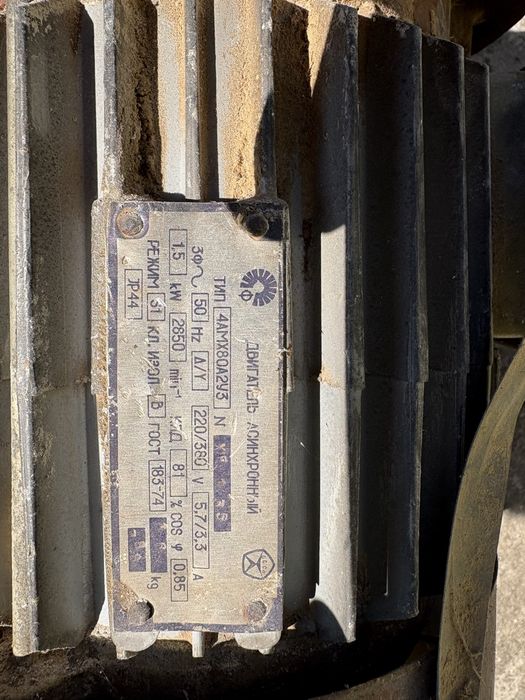 ДВИГАТЕЛЬ АСИНХРОННЫЙ
ТИП 4АМХ80А2У3 N
3Ф 50 Hz Δ/Y 220/380 V 5.7/3.3 A
1.5 kW 2850 min⁻¹ КПД 81 % COS φ 0,85
РЕЖИМ S1 КЛ. ИЗОЛ. В ГОСТ 183-74 kg
JP44